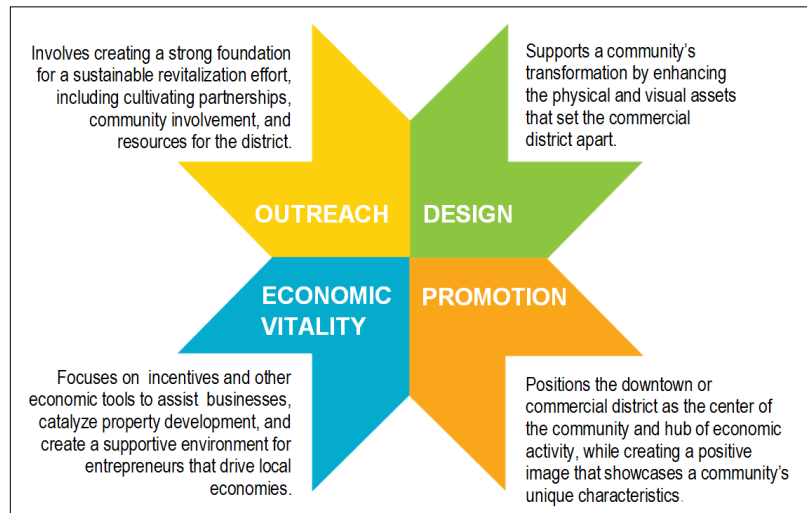 Involves creating a strong foundation
for a sustainable revitalization effort,
including cultivating partnerships,
community involvement, and
resources for the district.
Supports a community's
transformation by enhancing
the physical and visual assets
that set the commercial
district apart.
OUTREACH
DESIGN
ECONOMIC
VITALITY
PROMOTION
Focuses on incentives and other
economic tools to assist businesses,
catalyze property development, and
create a supportive environment for
entrepreneurs that drive local
economies.
Positions the downtown or
commercial district as the center of
the community and hub of economic
activity, while creating a positive
image that showcases a community's
unique characteristics.